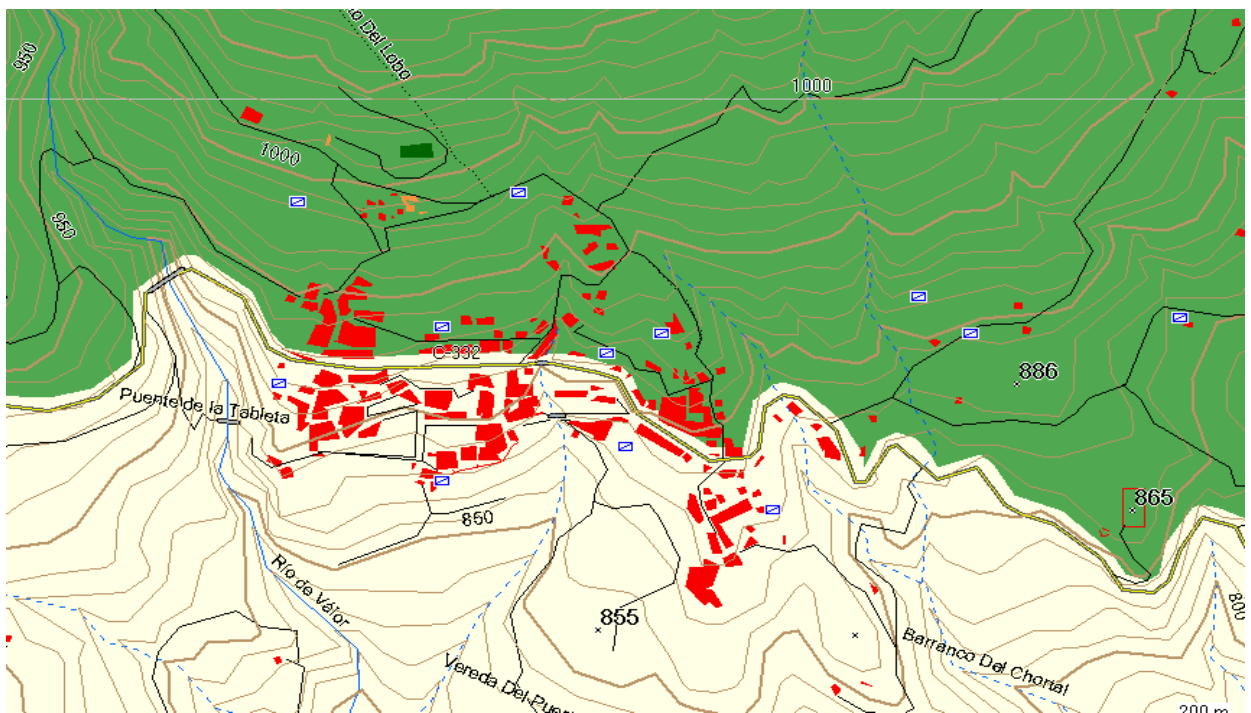 950
Del Lobo
1000
1000
950
C-332
Puente de la Tableta
886
865
850
Río de Válor
855
800
Barranco Del Chortal
Vereda Del
200 m